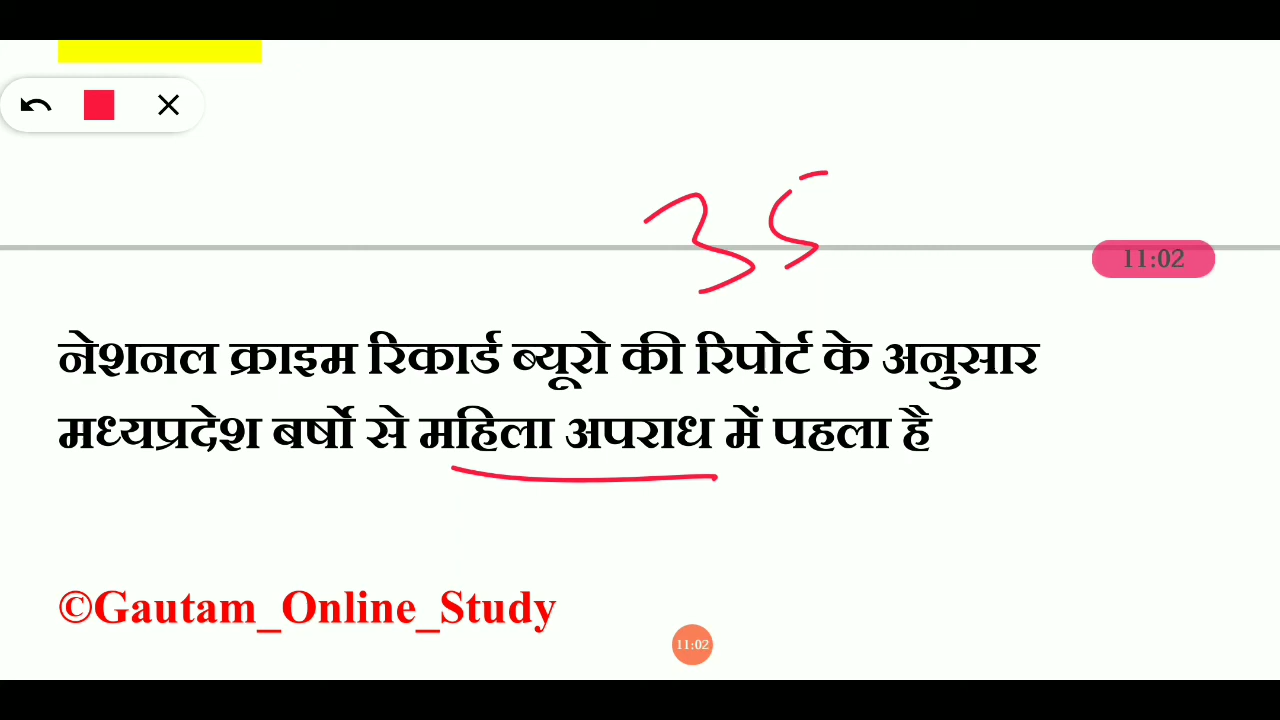 35
11:02
नेशनल क्राइम रिकार्ड ब्यूरो की रिपोर्ट के अनुसार
मध्यप्रदेश बर्षो से महिला अपराध में पहला है
©Gautam_Online_Study
11:02